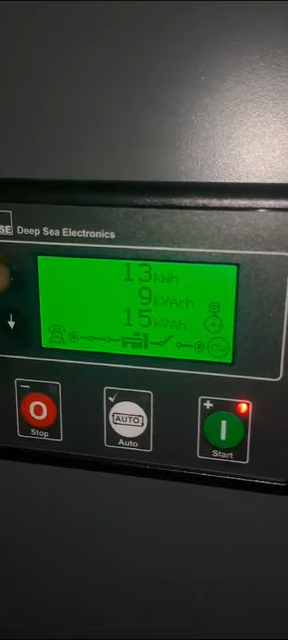 SE Deep Sea Electronics
13 kWh
9 kVArh
15 kVAh
O
Stop
AUTO
Auto
I
Start